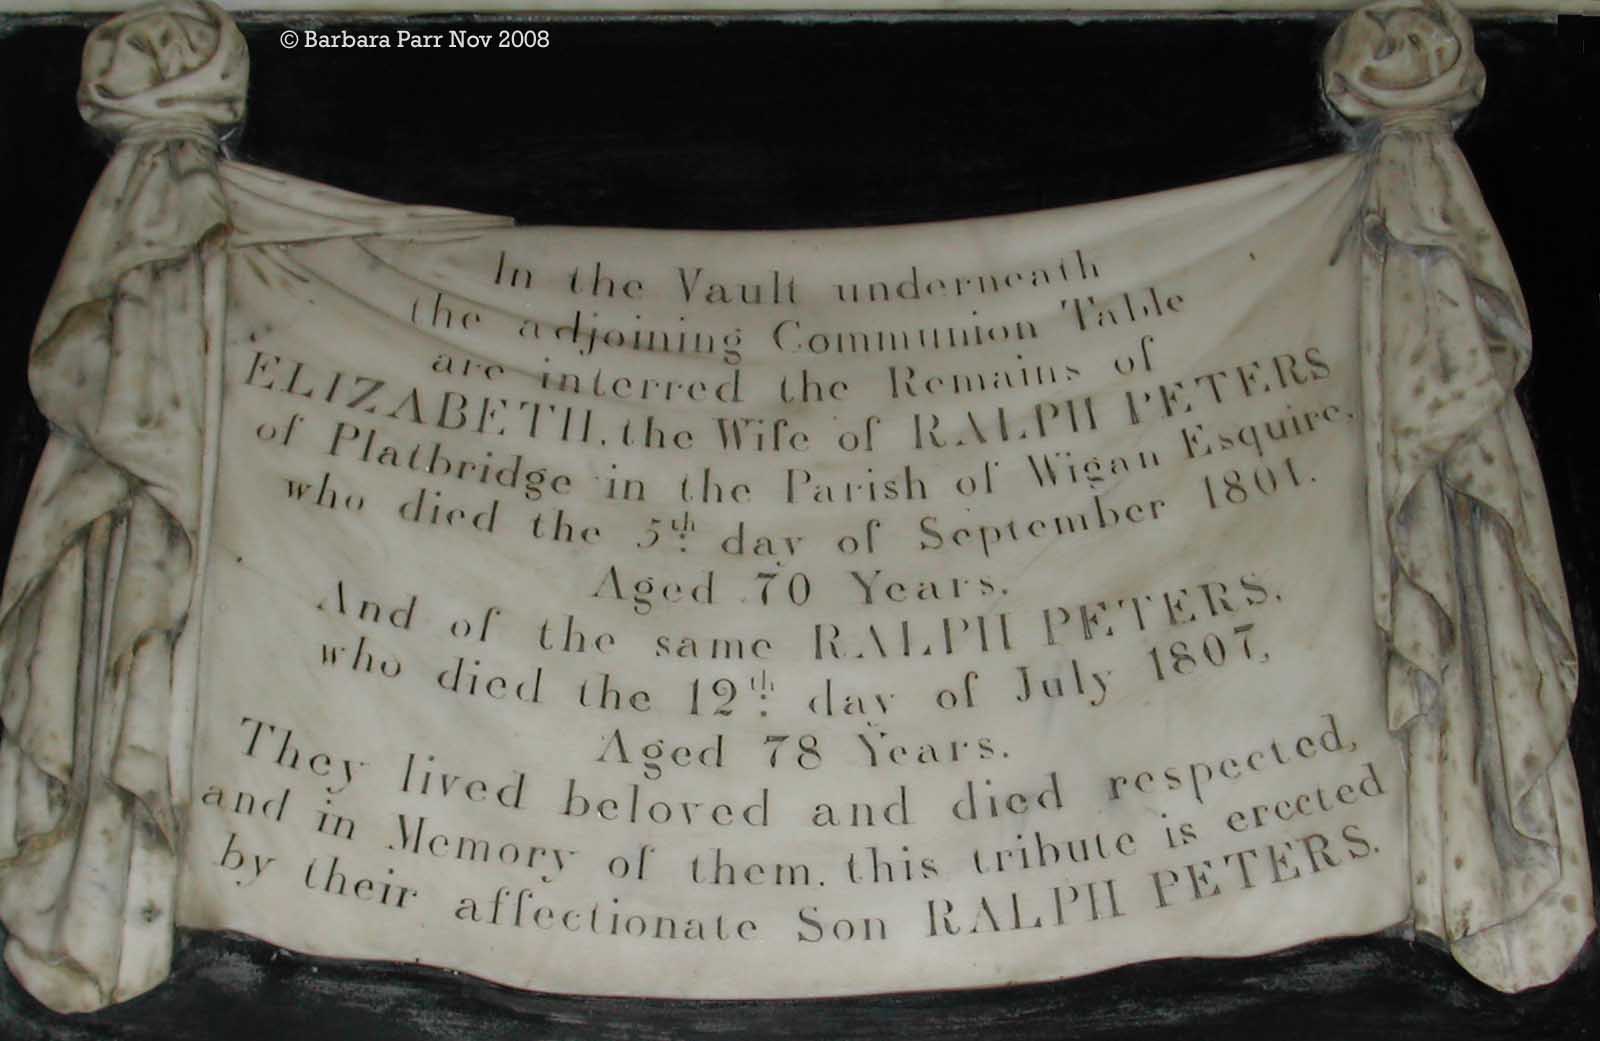 © Barbara Parr Nov 2008
In the Vault underneath
the adjoining Communion Table
are interred the Remains of
ELIZABETH, the Wife of RALPH PETERS
of Platbridge in the Parish of Wigan Esquire,
who died the 5th day of September 1801.
Aged 70 Years.
And of the same RALPH PETERS,
who died the 12th day of July 1807,
Aged 78 Years.
They lived beloved and died respected,
and in Memory of them, this tribute is erected
by their affectionate Son RALPH PETERS.